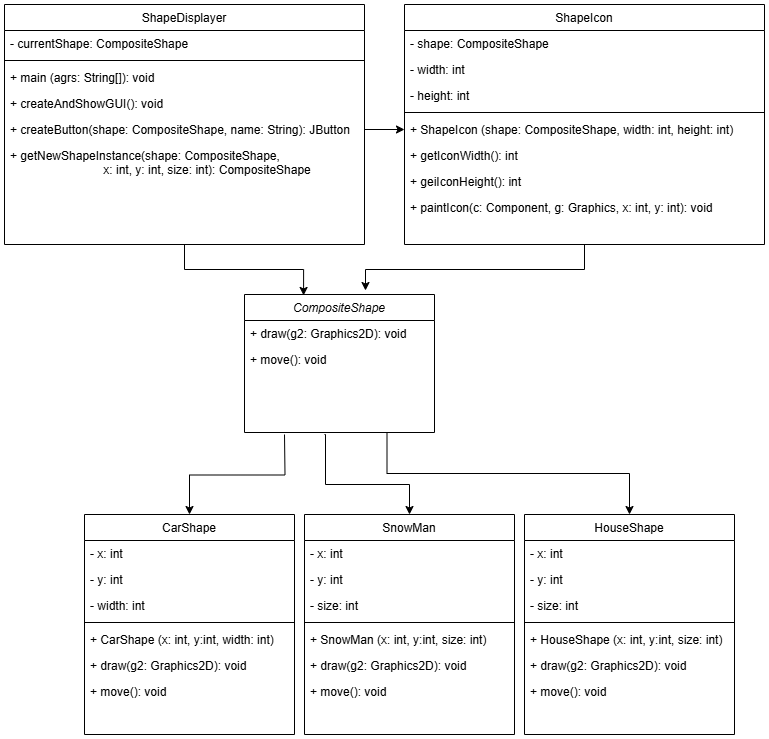 ShapeDisplayer
- currentShape: CompositeShape
+ main (agrs: String[]): void
+ createAndShowGUI(): void
+ createButton(shape: CompositeShape, name: String): JButton
+ getNewShapeInstance(shape: CompositeShape,
x: int, y: int, size: int): CompositeShape
ShapeIcon
- shape: CompositeShape
- width: int
- height: int
+ ShapeIcon (shape: CompositeShape, width: int, height: int)
+ getIconWidth(): int
+ geiIconHeight(): int
+ paintIcon(c: Component, g: Graphics, x: int, y: int): void
CompositeShape
+ draw(g2: Graphics2D): void
+ move(): void
CarShape
- x: int
- y: int
- width: int
+ CarShape (x: int, y:int, width: int)
+ draw(g2: Graphics2D): void
+ move(): void
SnowMan
- x: int
- y: int
- size: int
+ SnowMan (x: int, y:int, size: int)
+ draw(g2: Graphics2D): void
+ move(): void
HouseShape
- x: int
- y: int
- size: int
+ HouseShape (x: int, y:int, size: int)
+ draw(g2: Graphics2D): void
+ move(): void